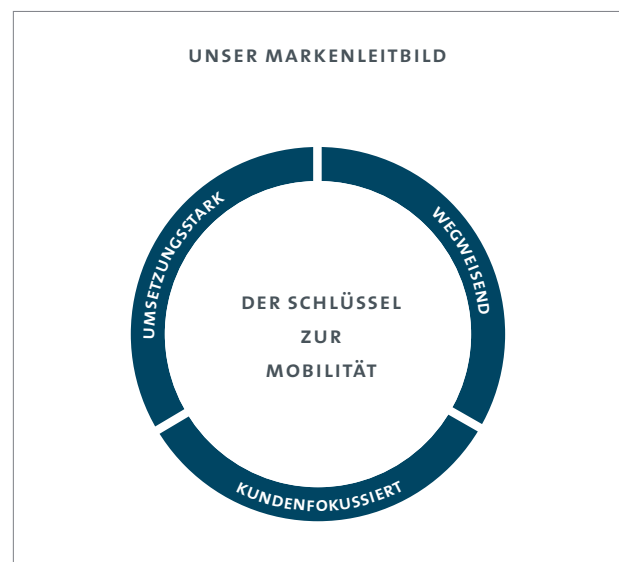 UNSER MARKENLEITBILD
UMSETZUNGSSTARK
WEGWEISEND
DER SCHLÜSSEL
ZUR
MOBILITÄT
KUNDENFOKUSSIERT